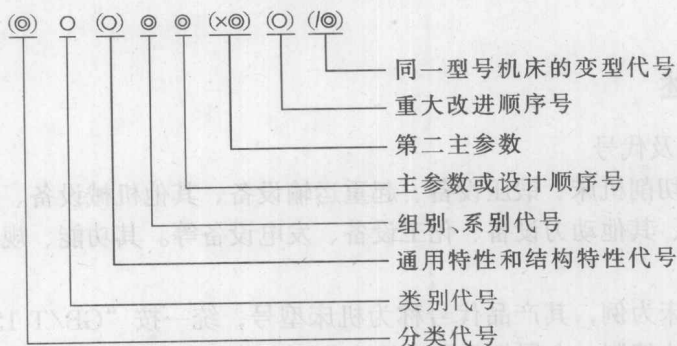 (◎) ○ (○) ◎ ◎ (×◎) (○) (/◎)
同一型号机床的变型代号
重大改进顺序号
第二主参数
主参数或设计顺序号
组别、系别代号
通用特性和结构特性代号
类别代号
分类代号